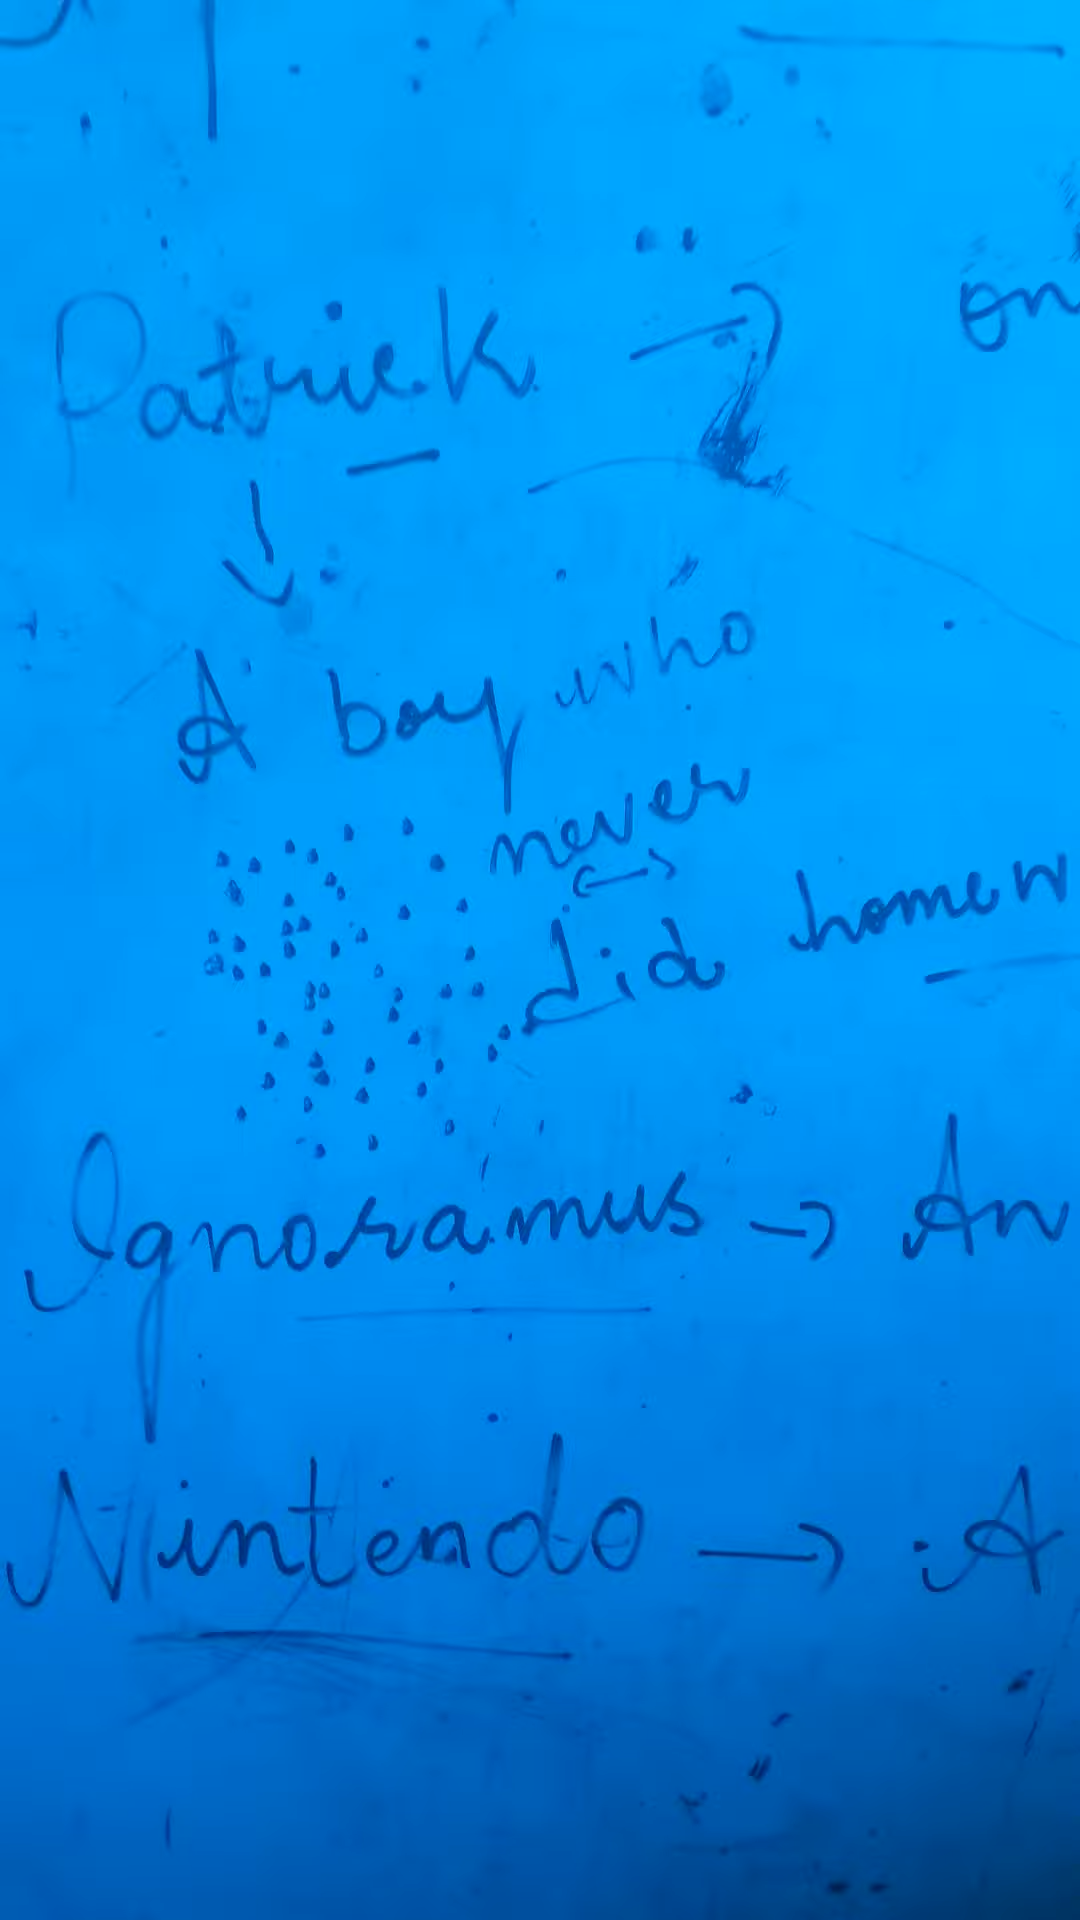 Patrick → on
↓
A boy who
never
did homew
Ignoramus → An
Nintendo → A